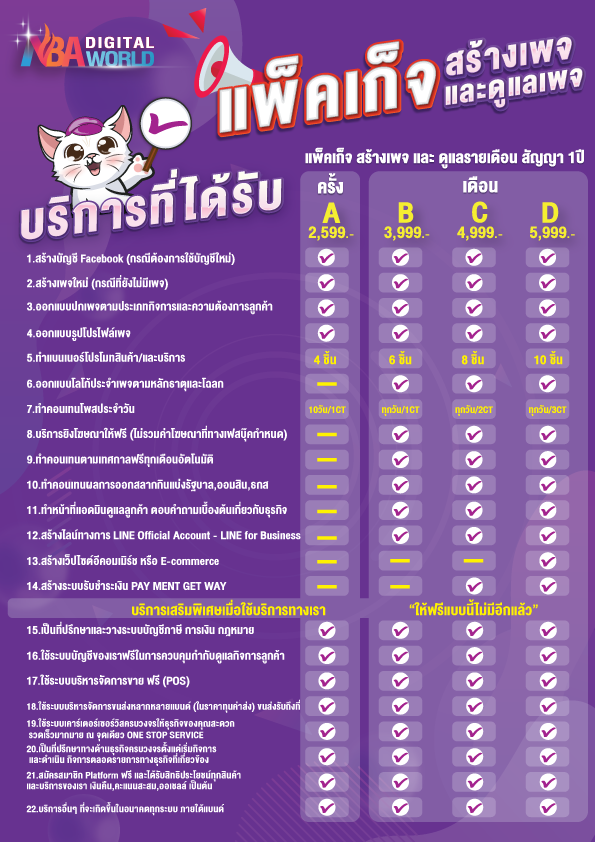 NBA DIGITAL
WORLD
แพ็คเก็จ
สร้างเพจ
และดูแลเพจ
บริการที่ได้รับ
แพ็คเก็จ สร้างเพจ และ ดูแลรายเดือน สัญญา 1ปี
ครั้ง เดือน
A B C D
2,599.- 3,999.- 4,999.- 5,999.-
1.สร้างบัญชี Facebook (กรณีต้องการใช้บัญชีใหม่)
2.สร้างเพจใหม่ (กรณีที่ยังไม่มีเพจ)
3.ออกแบบปกเพจตามประเภทกิจการและความต้องการลูกค้า
4.ออกแบบรูปโปรไฟล์เพจ
5.ทำแบนเนอร์โปรโมทสินค้า/และบริการ 4 ชิ้น 6 ชิ้น 8 ชิ้น 10 ชิ้น
6.ออกแบบโลโก้ประจำเพจตามหลักธาตุและโฉลก
7.ทำคอนเทนโพสประจำวัน 10วัน/1CT ทุกวัน/1CT ทุกวัน/2CT ทุกวัน/3CT
8.บริการยิงโฆษณาให้ฟรี (ไม่รวมค่าโฆษณาที่ทางเฟสบุ๊คกำหนด)
9.ทำคอนเทนตามเทศกาลฟรีทุกเดือนอัตโนมัติ
10.ทำคอนเทนผลการออกสลากกินแบ่งรัฐบาล,ออมสิน,ธกส
11.ทำหน้าที่แอดมินดูแลลูกค้า ตอบคำถามเบื้องต้นเกี่ยวกับธุรกิจ
12.สร้างไลน์ทางการ LINE Official Account - LINE for Business
13.สร้างเว็ปไซต์อีคอมเมิร์ช หรือ E-commerce
14.สร้างระบบรับชำระเงิน PAY MENT GET WAY
บริการเสริมพิเศษเมื่อใช้บริการทางเรา “ให้ฟรีแบบนี้ไม่มีอีกแล้ว”
15.เป็นที่ปรึกษาและวางระบบบัญชีภาษี การเงิน กฎหมาย
16.ใช้ระบบบัญชีของเราฟรีในการควบคุมกำกับดูแลกิจการลูกค้า
17.ใช้ระบบบริหารจัดการขาย ฟรี (POS)
18.ใช้ระบบบริหารจัดการขนส่งหลากหลายแบนด์ (ในราคาทุนค่าส่ง) ขนส่งรับถึงที่
19.ใช้ระบบเคาร์เตอร์เซอร์วิสครบวงจรให้ธุรกิจของคุณสะดวก
รวดเร็วมากมาย ณ จุดเดียว ONE STOP SERVICE
20.เป็นที่ปรึกษาทางด้านธุรกิจครบวงจรตั้งแต่เริ่มกิจการ
และดำเนิน กิจการตลอดรายการทางธุรกิจที่เกี่ยวข้อง
21.สมัครสมาชิก Platform ฟรี และได้รับสิทธิประโยชน์ทุกสินค้า
และบริการของเรา เงินคืน,คะแนนสะสม,ออเซลล์ เป็นต้น
22.บริการอื่นๆ ที่จะเกิดขึ้นในอนาคตทุกระบบ ภายใต้แบนด์